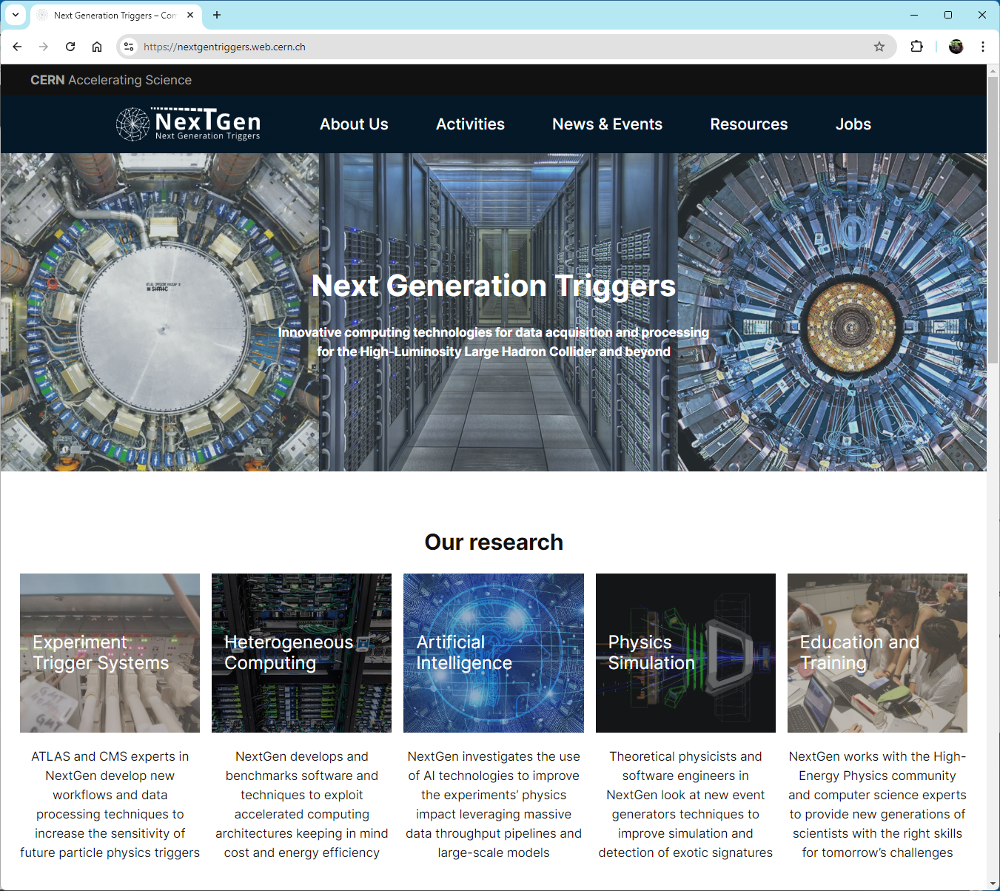 Next Generation Triggers – Con
https://nextgentriggers.web.cern.ch
CERN Accelerating Science
NexTGen
Next Generation Triggers
About Us
Activities
News & Events
Resources
Jobs
SIMIC
Next Generation Triggers
Innovative computing technologies for data acquisition and processing
for the High-Luminosity Large Hadron Collider and beyond
Our research
Experiment
Trigger Systems
ATLAS and CMS experts in
NextGen develop new
workflows and data
processing techniques to
increase the sensitivity of
future particle physics triggers
Heterogeneous
Computing
NextGen develops and
benchmarks software and
techniques to exploit
accelerated computing
architectures keeping in mind
cost and energy efficiency
Artificial
Intelligence
NextGen investigates the use
of AI technologies to improve
the experiments’ physics
impact leveraging massive
data throughput pipelines and
large-scale models
Physics
Simulation
Theoretical physicists and
software engineers in
NextGen look at new event
generators techniques to
improve simulation and
detection of exotic signatures
Education and
Training
NextGen works with the High-
Energy Physics community
and computer science experts
to provide new generations of
scientists with the right skills
for tomorrow’s challenges